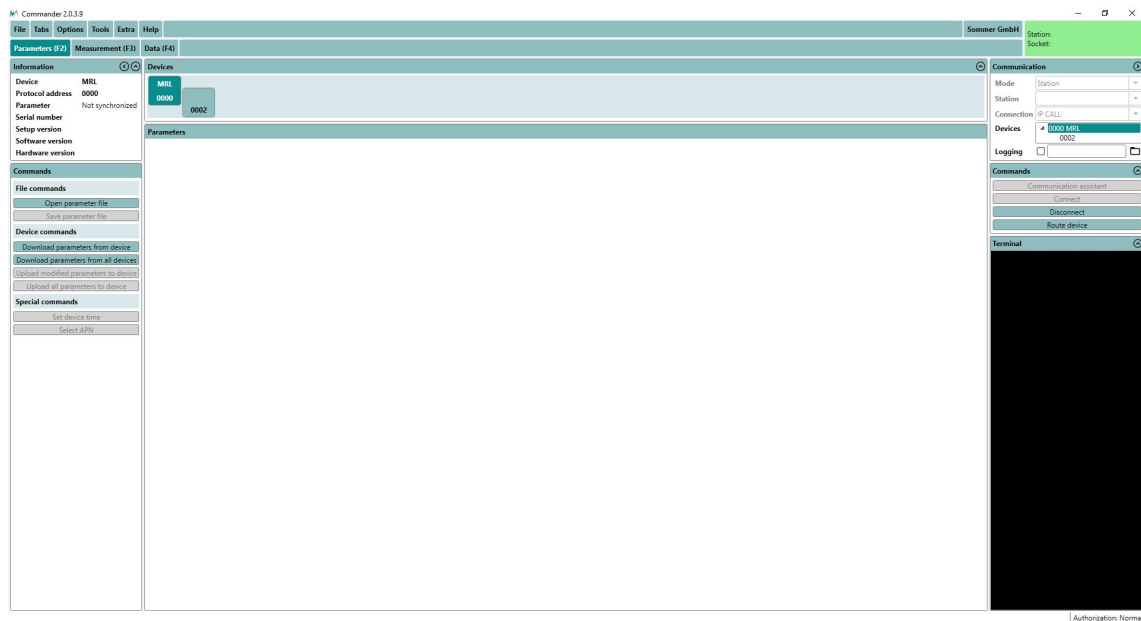 Commander 2.0.3.9
File Tabs Options Tools Extra Help Sommer GmbH
Station:
Socket:
Parameters (F2) Measurement (F3) Data (F4)
Information
Device MRL
Protocol address 0000
Parameter Not synchronized
Serial number
Setup version
Software version
Hardware version
Commands
File commands
Open parameter file
Save parameter file
Device commands
Download parameters from device
Download parameters from all devices
Upload modified parameters to device
Upload all parameters to device
Special commands
Set device time
Select APN
Devices
MRL
0000
0002
Parameters
Communication
Mode Station
Station
Connection IP CALL
Devices 0000 MRL
0002
Logging
Commands
Communication assistant
Connect
Disconnect
Route device
Terminal
Authorization: Norma